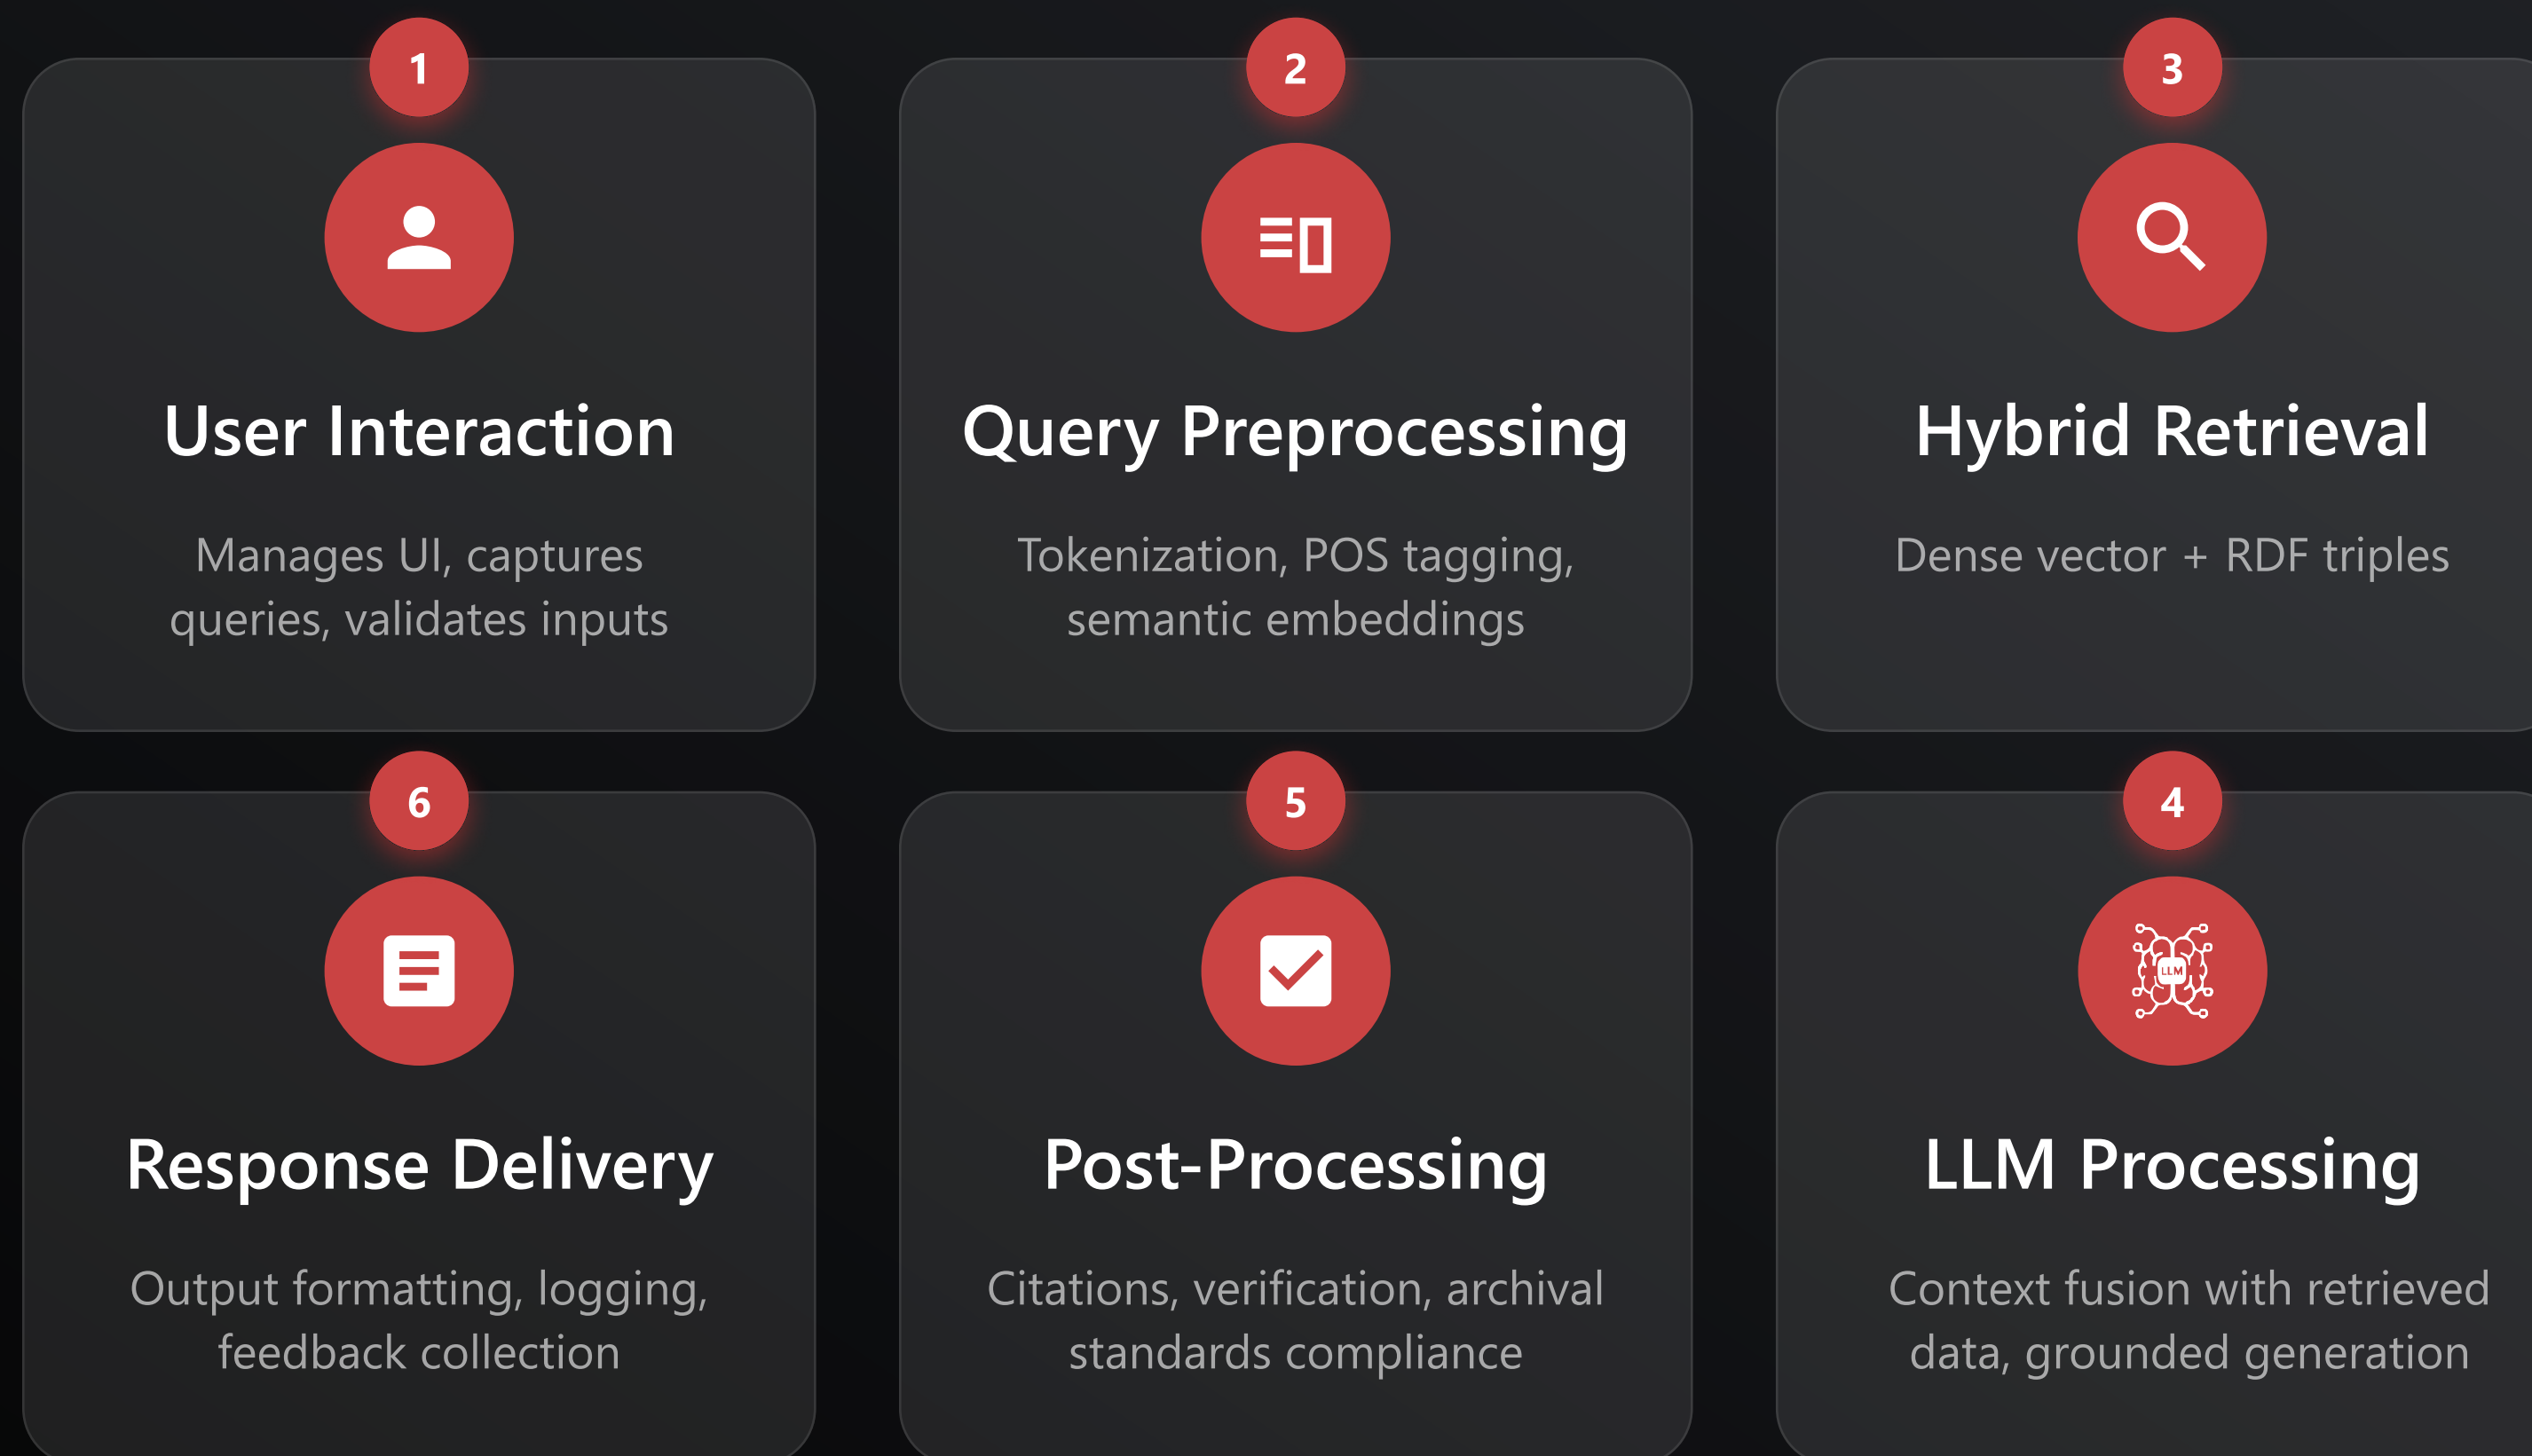 1
User Interaction
Manages UI, captures
queries, validates inputs
2
Query Preprocessing
Tokenization, POS tagging,
semantic embeddings
3
Hybrid Retrieval
Dense vector + RDF triples
6
Response Delivery
Output formatting, logging,
feedback collection
5
Post-Processing
Citations, verification, archival
standards compliance
4
LLM
LLM Processing
Context fusion with retrieved
data, grounded generation